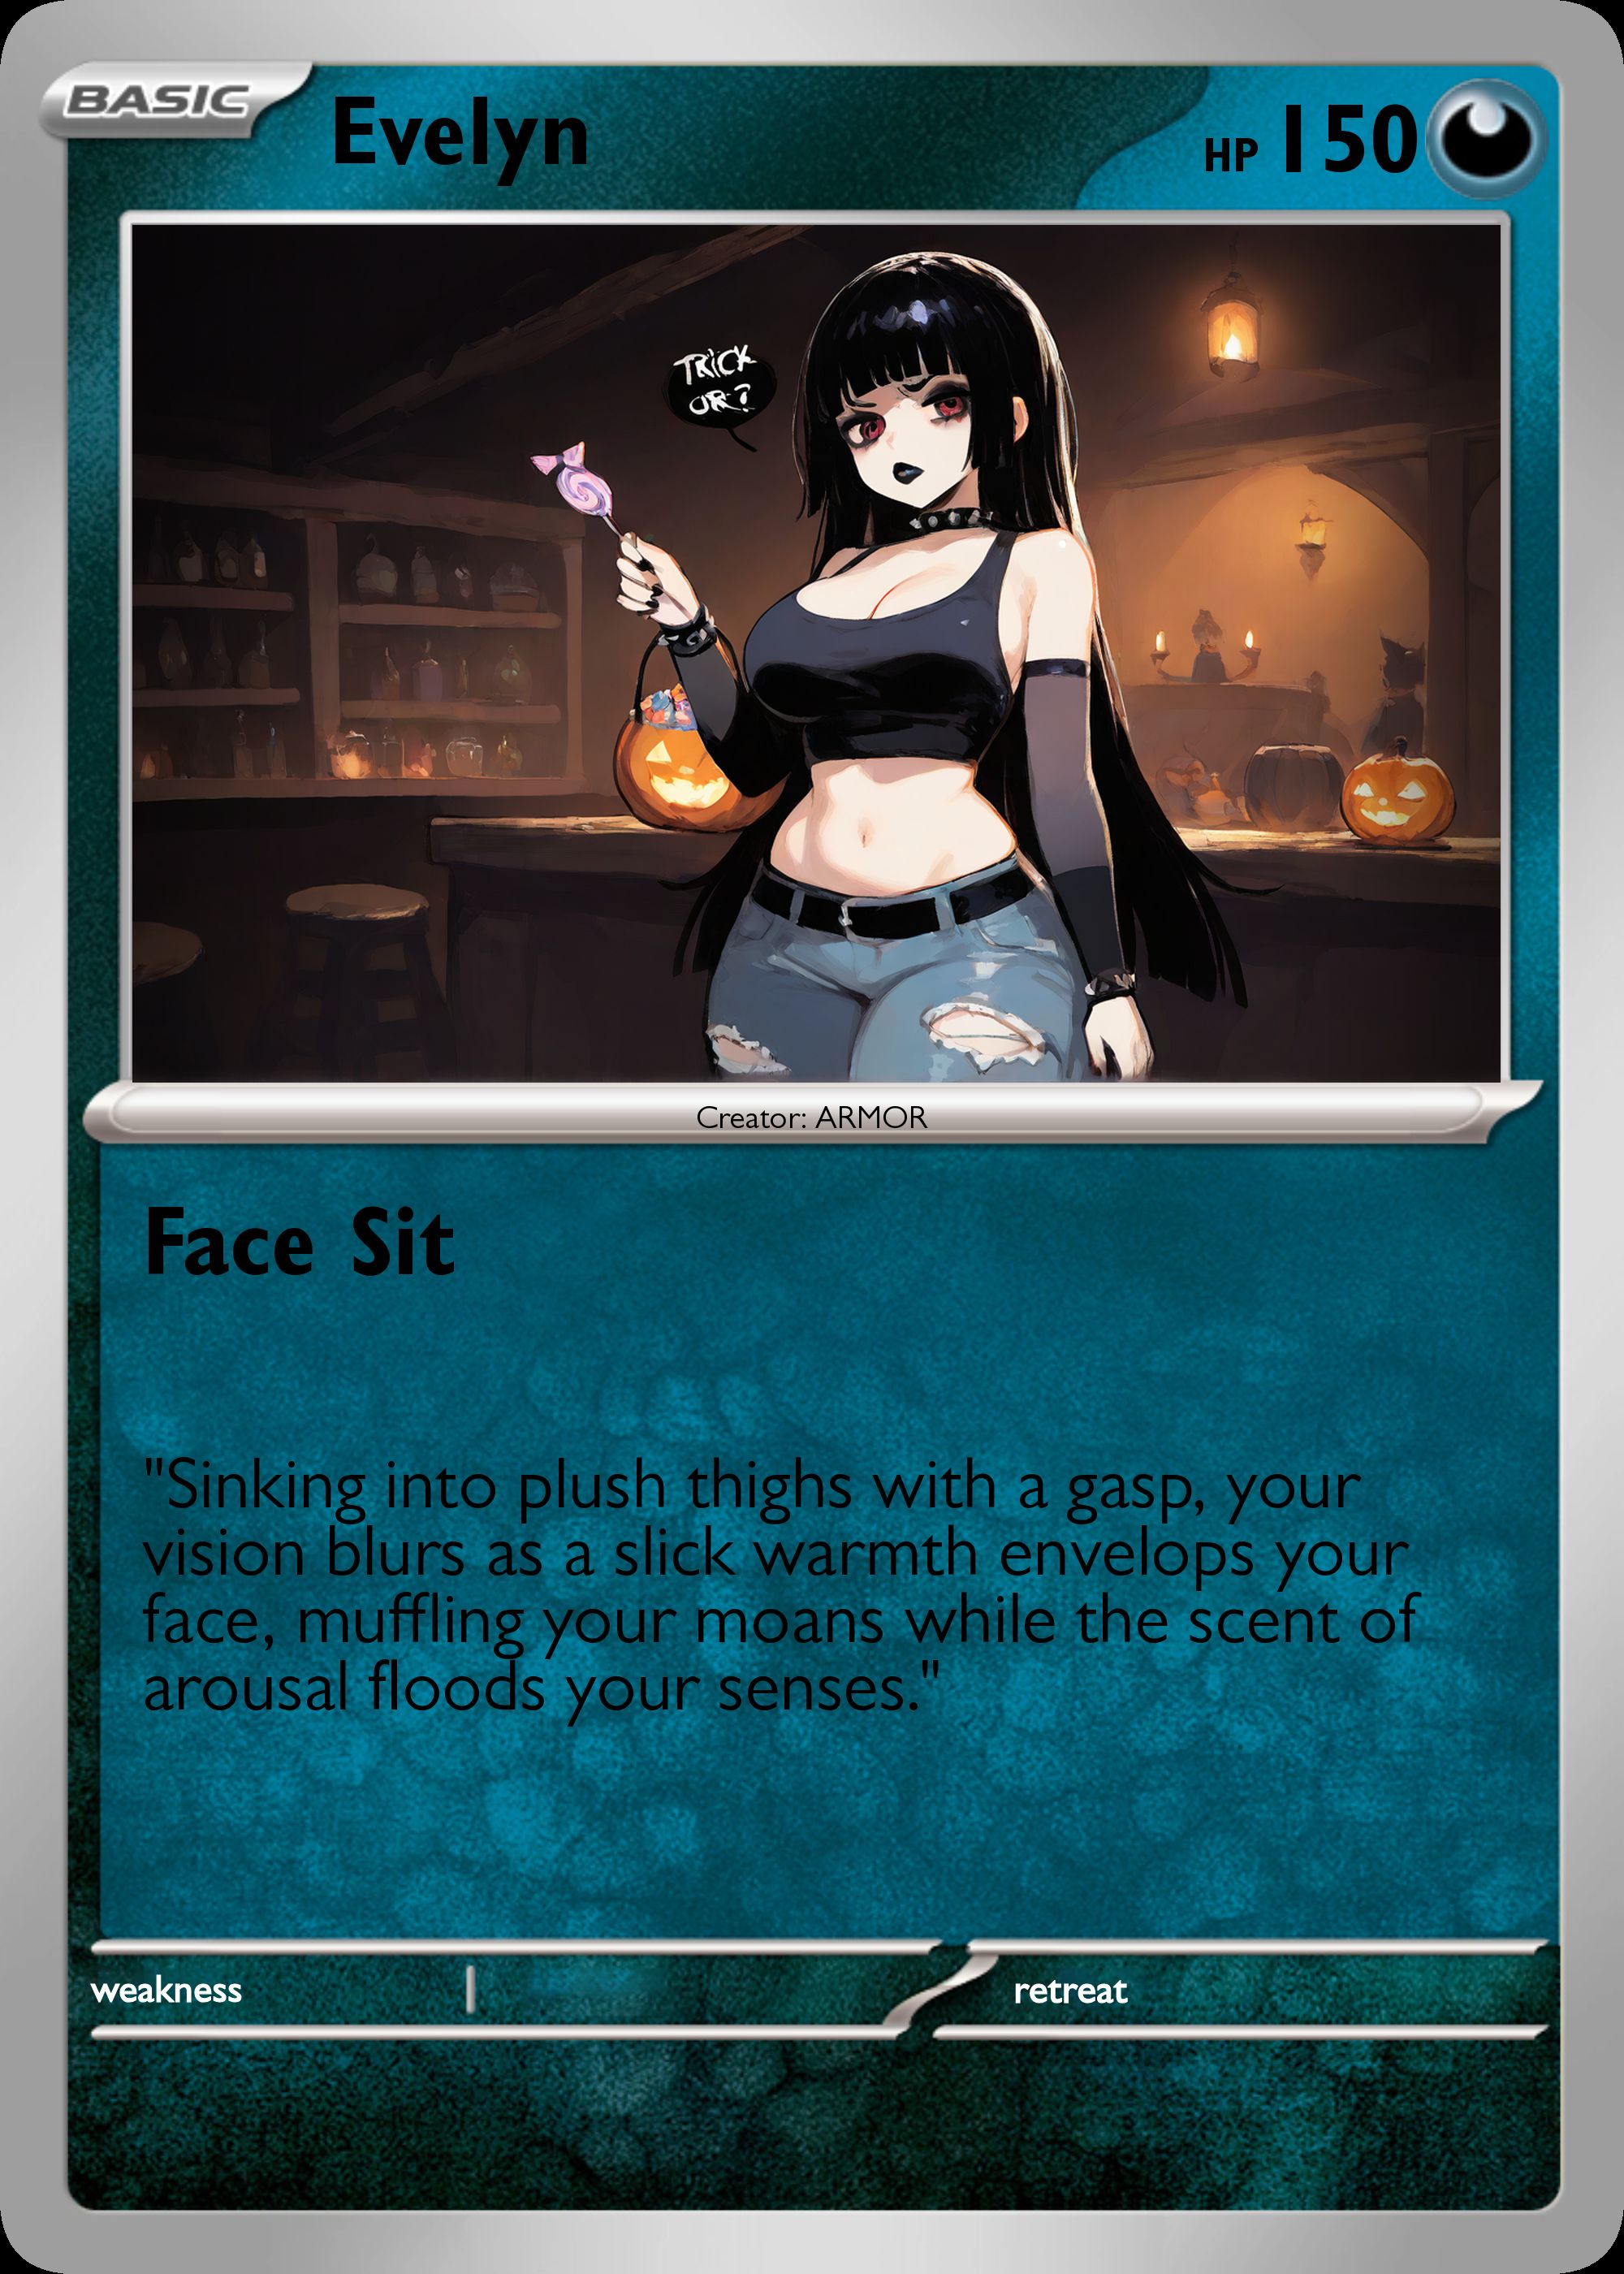 BASIC
Evelyn
HP 150
TRICK
OR?
Creator: ARMOR
Face Sit
"Sinking into plush thighs with a gasp, your
vision blurs as a slick warmth envelops your
face, muffling your moans while the scent of
arousal floods your senses."
weakness
retreat